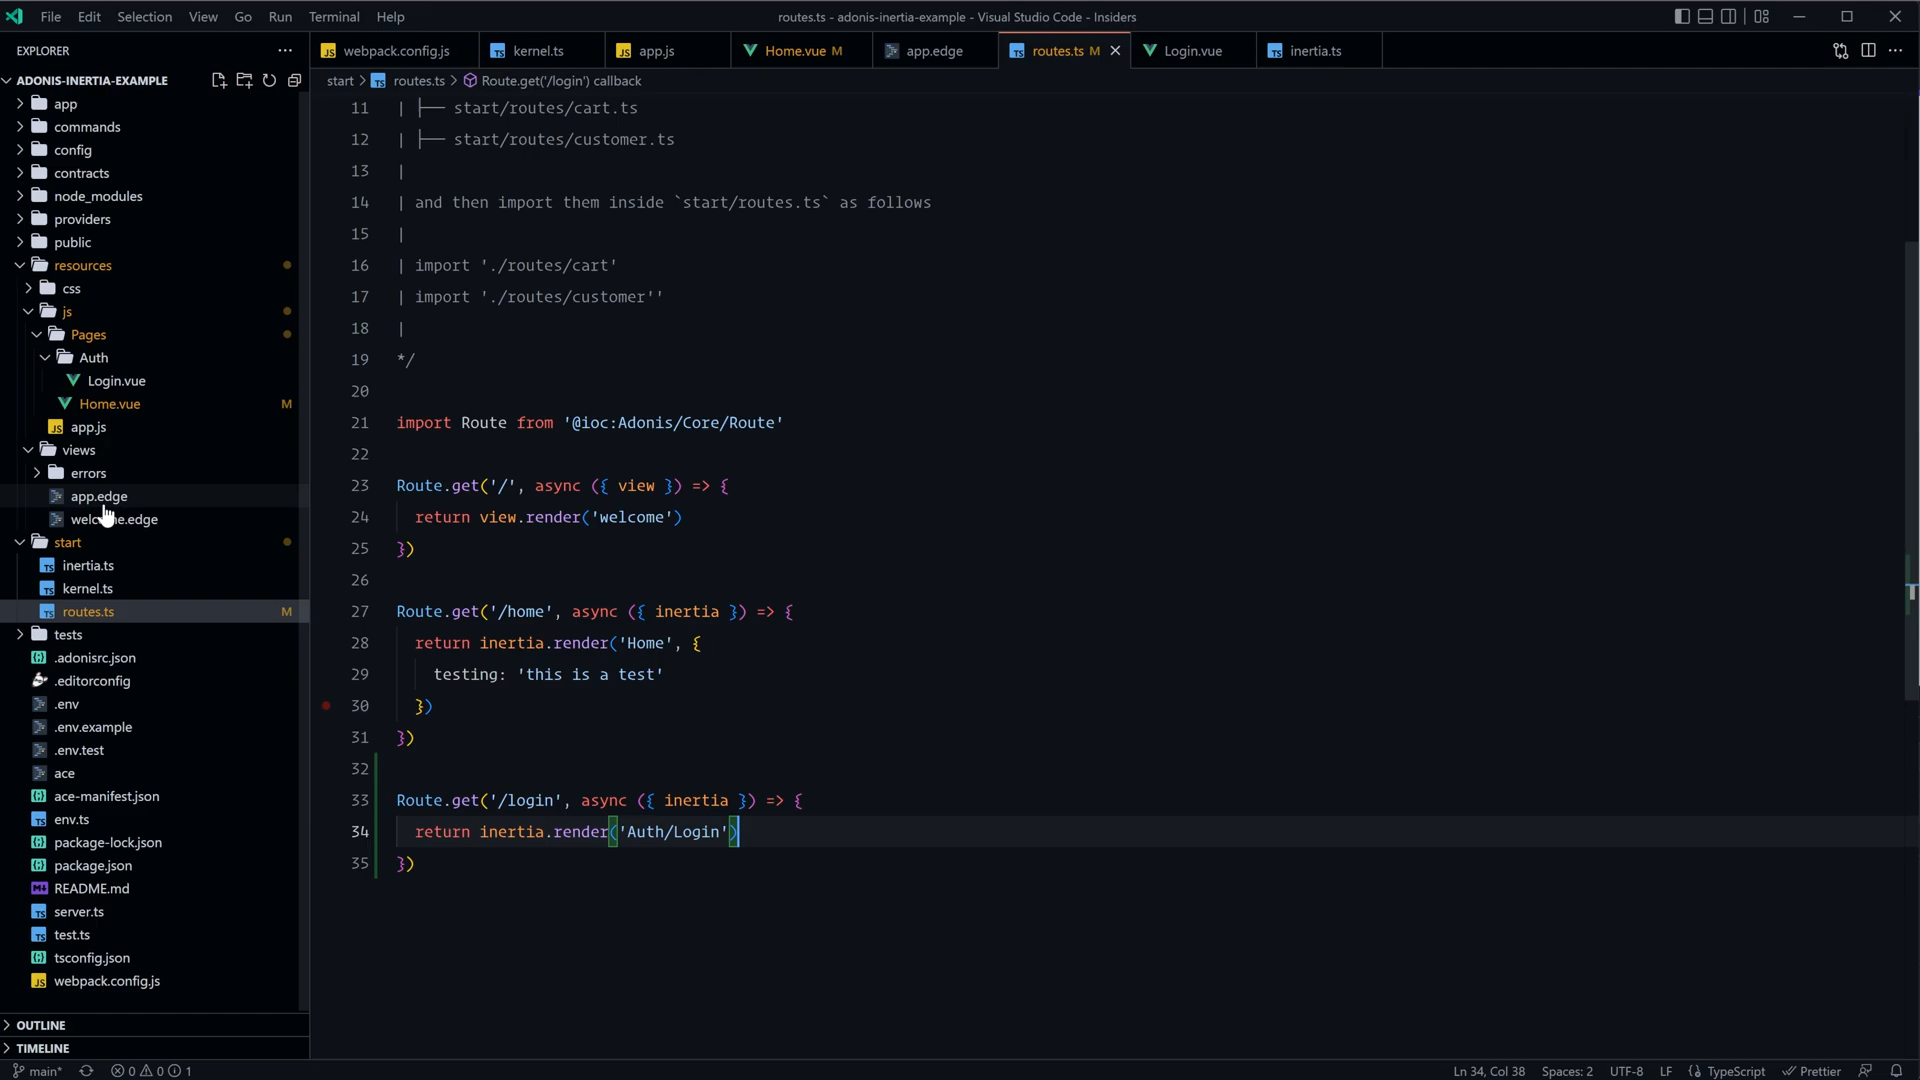 File Edit Selection View Go Run Terminal Help
routes.ts - adonis-inertia-example - Visual Studio Code - Insiders
EXPLORER
ADONIS-INERTIA-EXAMPLE
app
commands
config
contracts
node_modules
providers
public
resources
css
js
Pages
Auth
Login.vue
Home.vue M
app.js
views
errors
app.edge
start
inertia.ts
kernel.ts
routes.ts M
tests
.adonisrc.json
.editorconfig
.env
.env.example
.env.test
ace
ace-manifest.json
env.ts
package-lock.json
package.json
README.md
server.ts
test.ts
tsconfig.json
webpack.config.js
OUTLINE
TIMELINE
webpack.config.js kernel.ts app.js Home.vue M app.edge routes.ts M Login.vue inertia.ts
start > routes.ts > Route.get('/login') callback
11 | ├── start/routes/cart.ts
12 | ├── start/routes/customer.ts
13 |
14 | and then import them inside `start/routes.ts` as follows
15 |
16 | import './routes/cart'
17 | import './routes/customer''
18 |
19 */
20
21 import Route from '@ioc:Adonis/Core/Route'
22
23 Route.get('/', async ({ view }) => {
24 return view.render('welcome')
25 })
26
27 Route.get('/home', async ({ inertia }) => {
28 return inertia.render('Home', {
29 testing: 'this is a test'
30 })
31 })
32
33 Route.get('/login', async ({ inertia }) => {
34 return inertia.render('Auth/Login')
35 })
main* 0 0 1 Ln 34, Col 38 Spaces: 2 UTF-8 LF TypeScript Prettier